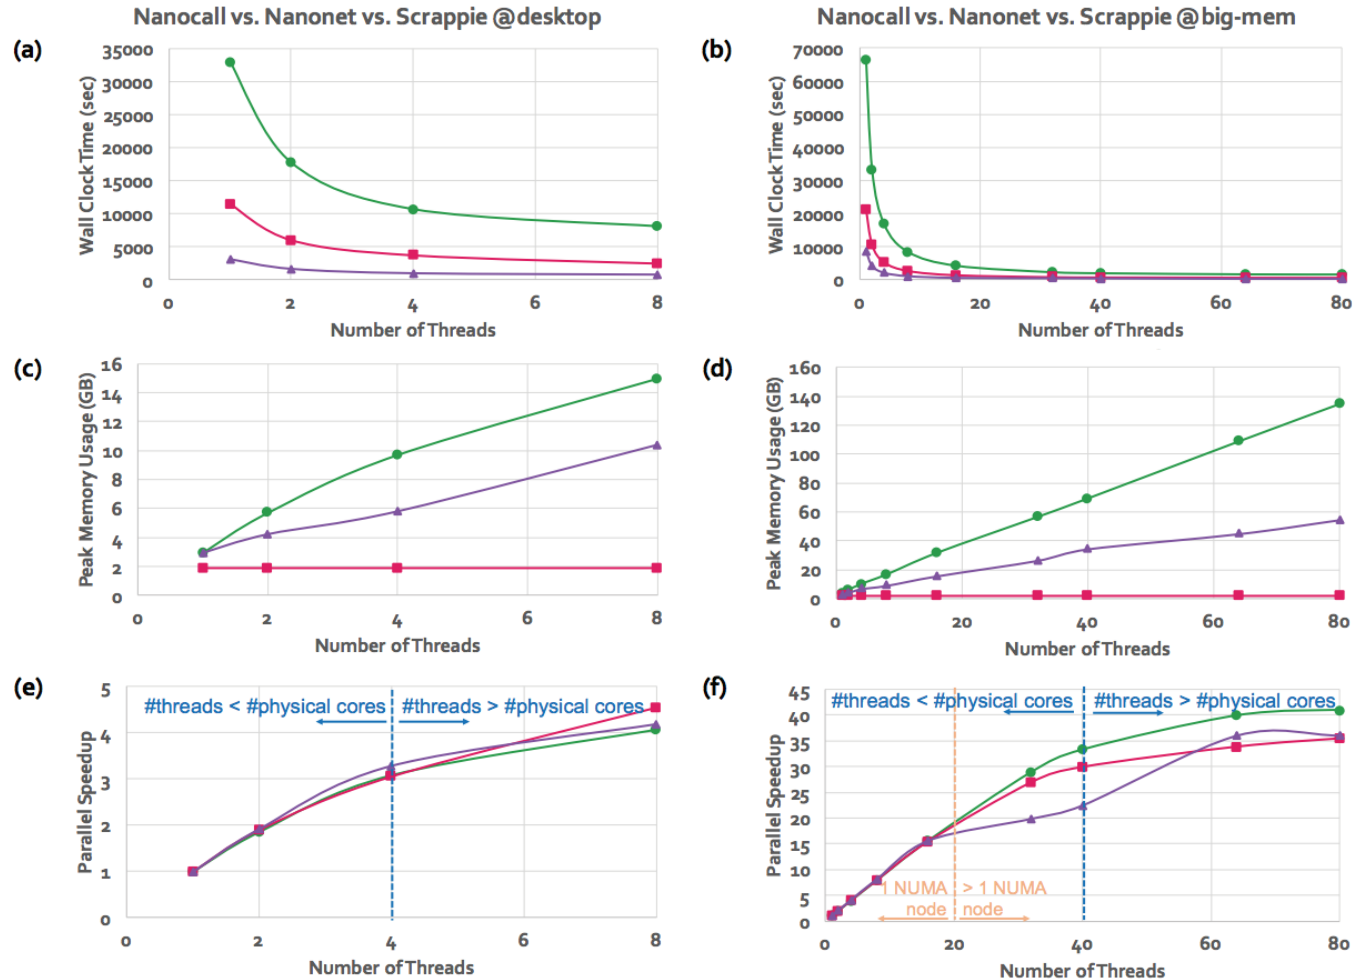 Nanocall vs. Nanonet vs. Scrappie @desktop
Nanocall vs. Nanonet vs. Scrappie @big-mem
(a)
Wall Clock Time (sec)
35000
30000
25000
20000
15000
10000
5000
0
0 2 4 6 8
Number of Threads
(b)
Wall Clock Time (sec)
70000
60000
50000
40000
30000
20000
10000
0
0 20 40 60 80
Number of Threads
(c)
Peak Memory Usage (GB)
16
14
12
10
8
6
4
2
0
0 2 4 6 8
Number of Threads
(d)
Peak Memory Usage (GB)
160
140
120
100
80
60
40
20
0
0 20 40 60 80
Number of Threads
(e)
Parallel Speedup
5
4
3
2
1
0
#threads < #physical cores
#threads > #physical cores
0 2 4 6 8
Number of Threads
(f)
Parallel Speedup
45
40
35
30
25
20
15
10
5
0
#threads < #physical cores
#threads > #physical cores
1 NUMA
node
> 1 NUMA
node
0 20 40 60 80
Number of Threads